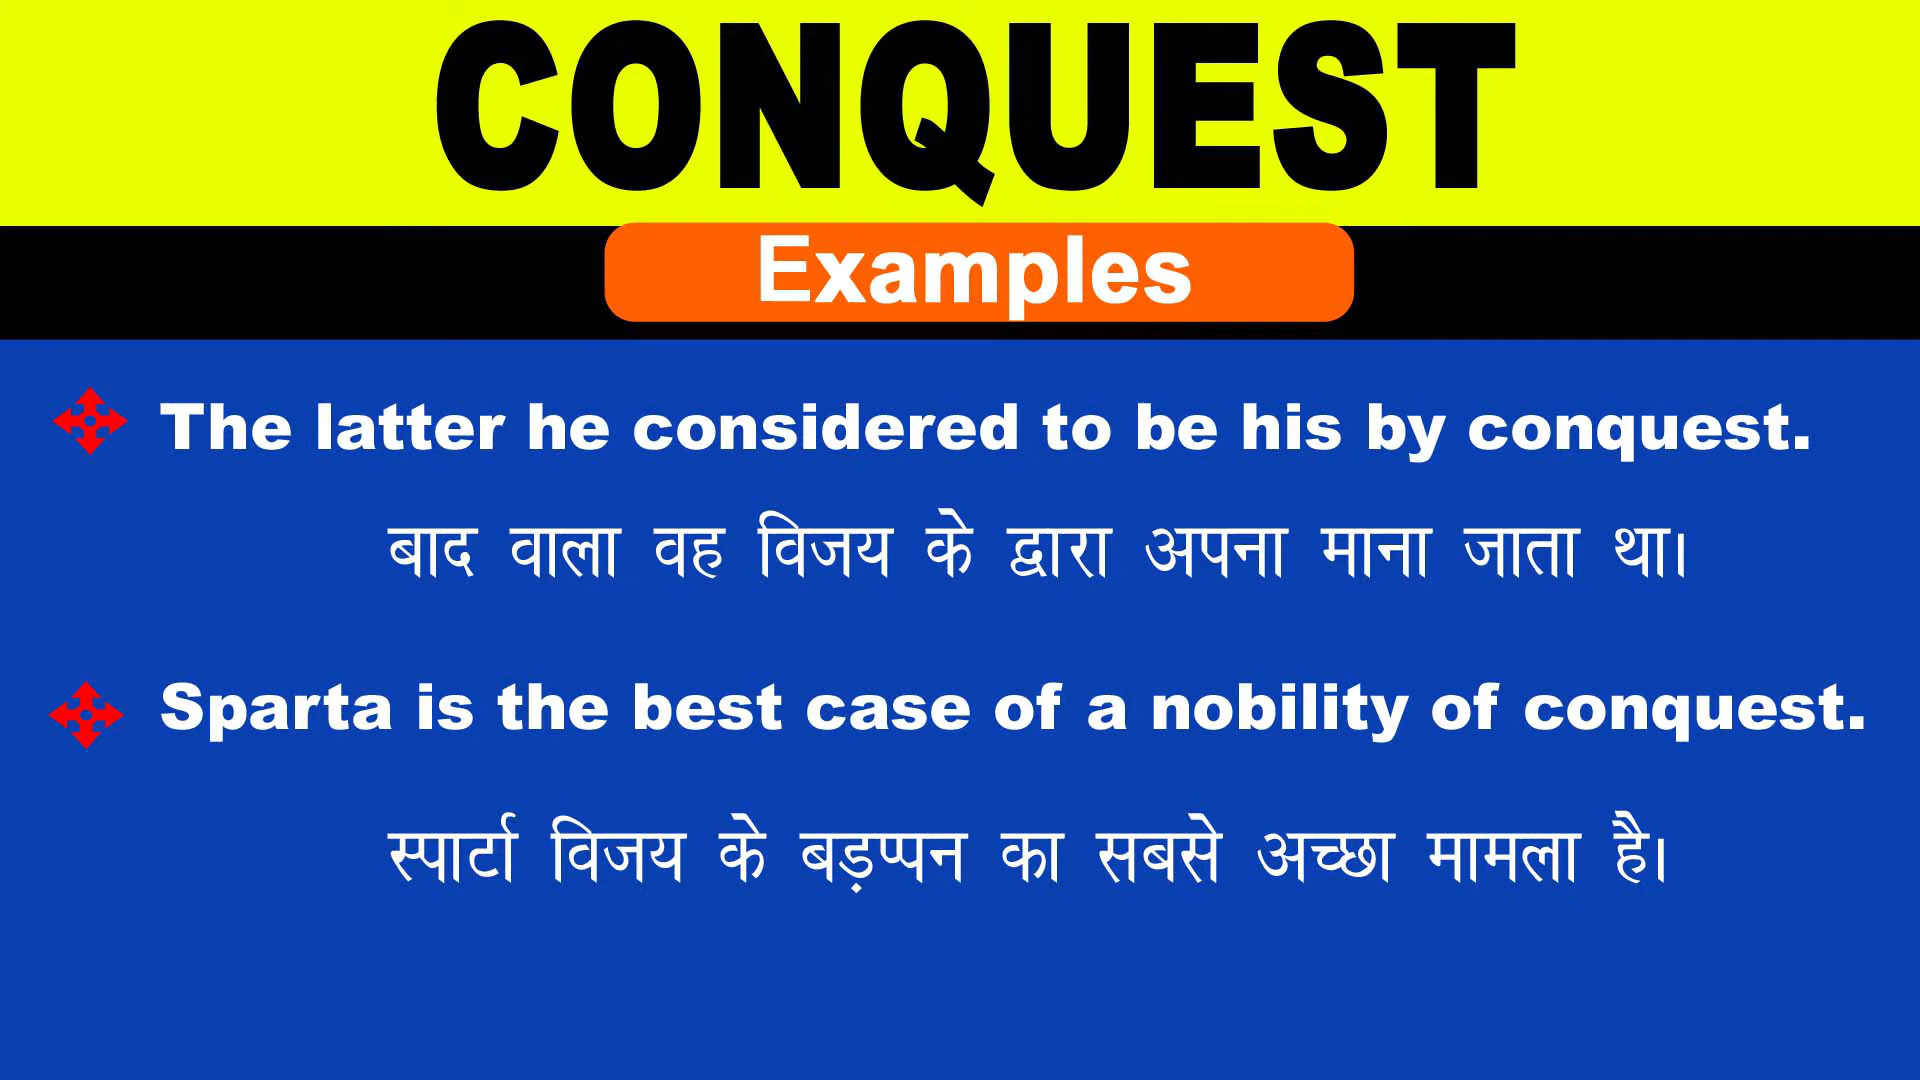 CONQUEST
Examples
The latter he considered to be his by conquest.
बाद वाला वह विजय के द्वारा अपना माना जाता था।
Sparta is the best case of a nobility of conquest.
स्पार्टा विजय के बड़प्पन का सबसे अच्छा मामला है।